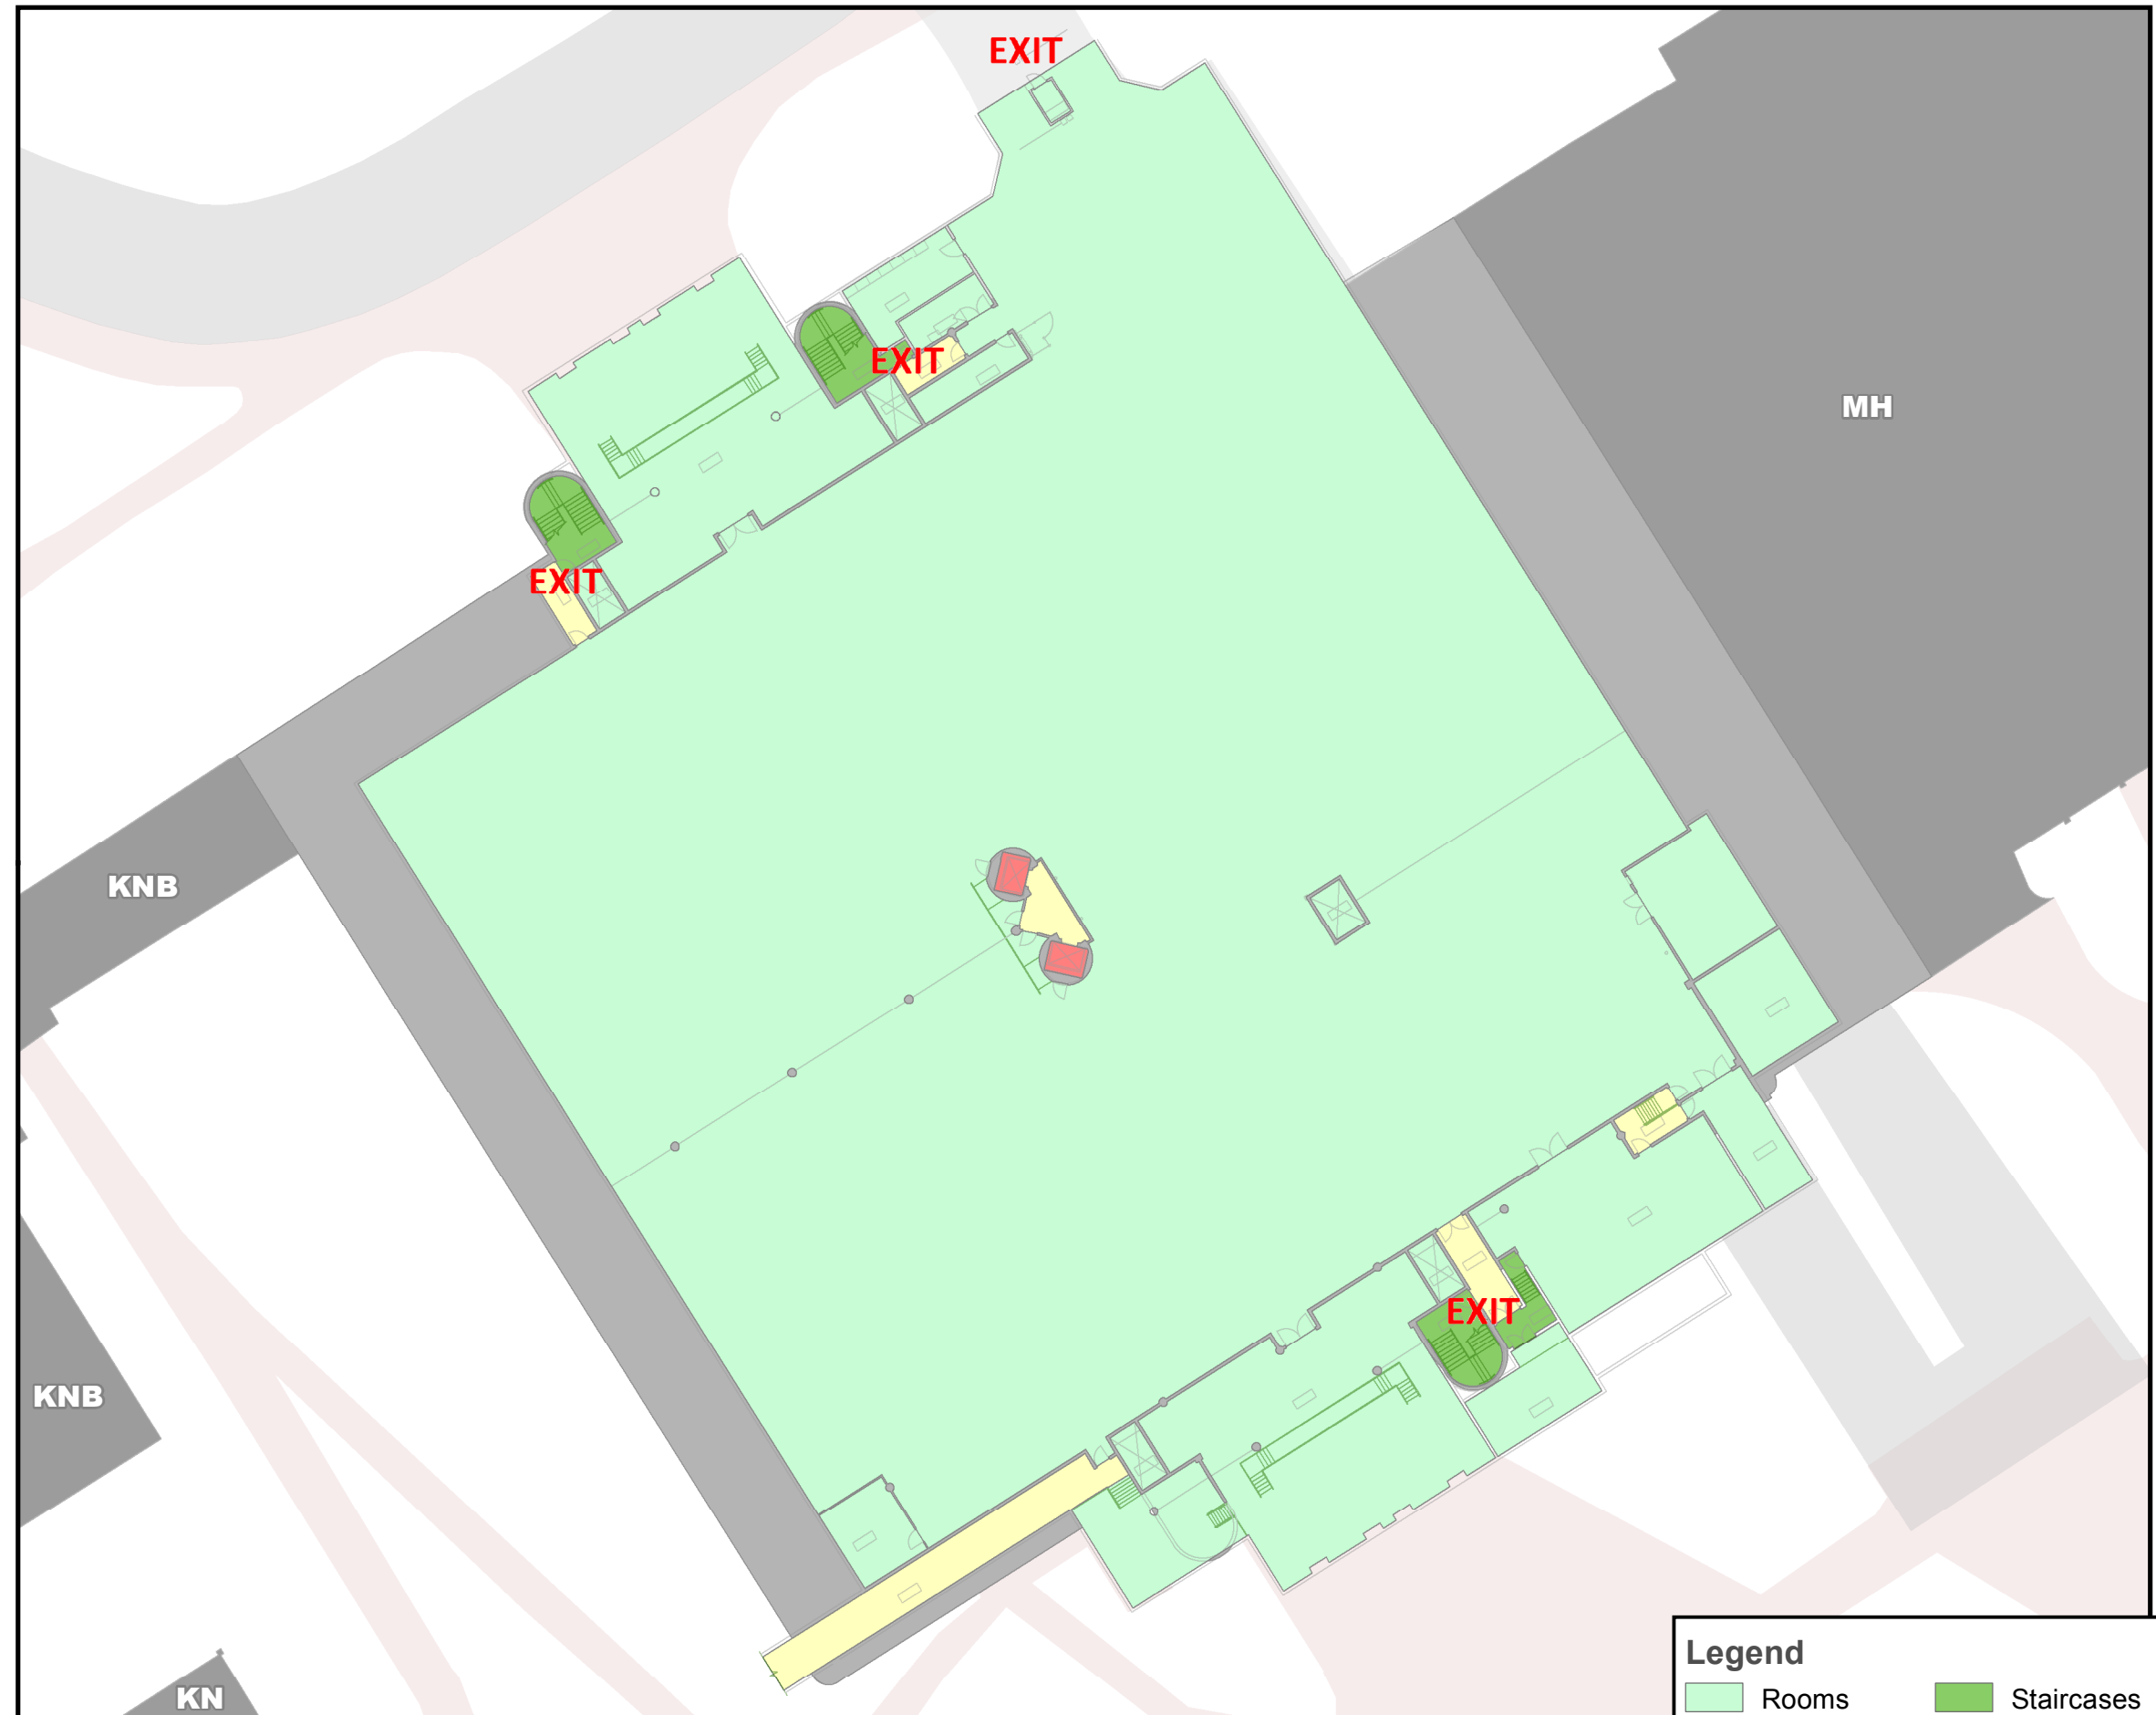 EXIT
EXIT
MH
EXIT
KNB
EXIT
KNB
Legend
KN
Rooms
Staircases